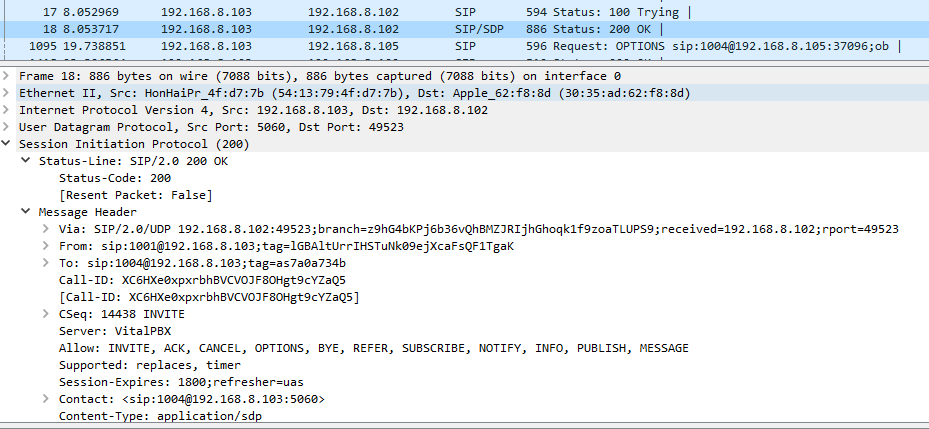 17 8.052969 192.168.8.103 192.168.8.102 SIP 594 Status: 100 Trying |
18 8.053717 192.168.8.103 192.168.8.102 SIP/SDP 886 Status: 200 OK |
1095 19.738851 192.168.8.103 192.168.8.105 SIP 596 Request: OPTIONS sip:1004@192.168.8.105:37096;ob |
Frame 18: 886 bytes on wire (7088 bits), 886 bytes captured (7088 bits) on interface 0
Ethernet II, Src: HonHaiPr_4f:d7:7b (54:13:79:4f:d7:7b), Dst: Apple_62:f8:8d (30:35:ad:62:f8:8d)
Internet Protocol Version 4, Src: 192.168.8.103, Dst: 192.168.8.102
User Datagram Protocol, Src Port: 5060, Dst Port: 49523
Session Initiation Protocol (200)
Status-Line: SIP/2.0 200 OK
Status-Code: 200
[Resent Packet: False]
Message Header
Via: SIP/2.0/UDP 192.168.8.102:49523;branch=z9hG4bKPj6b36vQhBMZJRIjhGhoqk1f9zoaTLUPS9;received=192.168.8.102;rport=49523
From: sip:1001@192.168.8.103;tag=lGBAltUrrIHSTuNk09ejXcaFsQF1TgaK
To: sip:1004@192.168.8.103;tag=as7a0a734b
Call-ID: XC6HXe0xpxrbhBVCVOJF8OHgt9cYZaQ5
[Call-ID: XC6HXe0xpxrbhBVCVOJF8OHgt9cYZaQ5]
CSeq: 14438 INVITE
Server: VitalPBX
Allow: INVITE, ACK, CANCEL, OPTIONS, BYE, REFER, SUBSCRIBE, NOTIFY, INFO, PUBLISH, MESSAGE
Supported: replaces, timer
Session-Expires: 1800;refresher=uas
Contact: <sip:1004@192.168.8.103:5060>
Content-Type: application/sdp